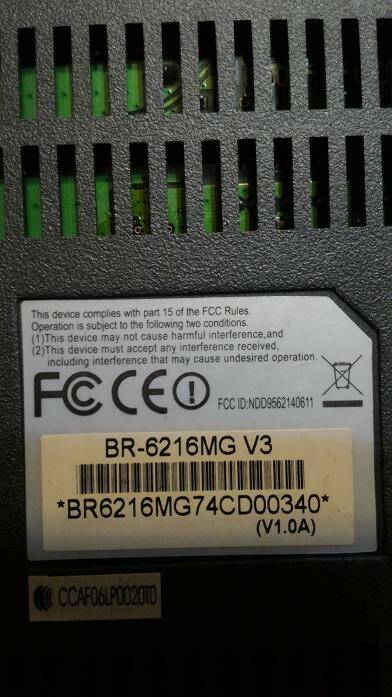 This device complies with part 15 of the FCC Rules.
Operation is subject to the following two conditions.
(1)This device may not cause harmful interference,and
(2)This device must accept any interference received,
including interference that may cause undesired operation.
FC CE FCC ID:NDD9562140611
BR-6216MG V3
*BR6216MG74CD00340*
(V1.0A)
CCAF06LP0020T0